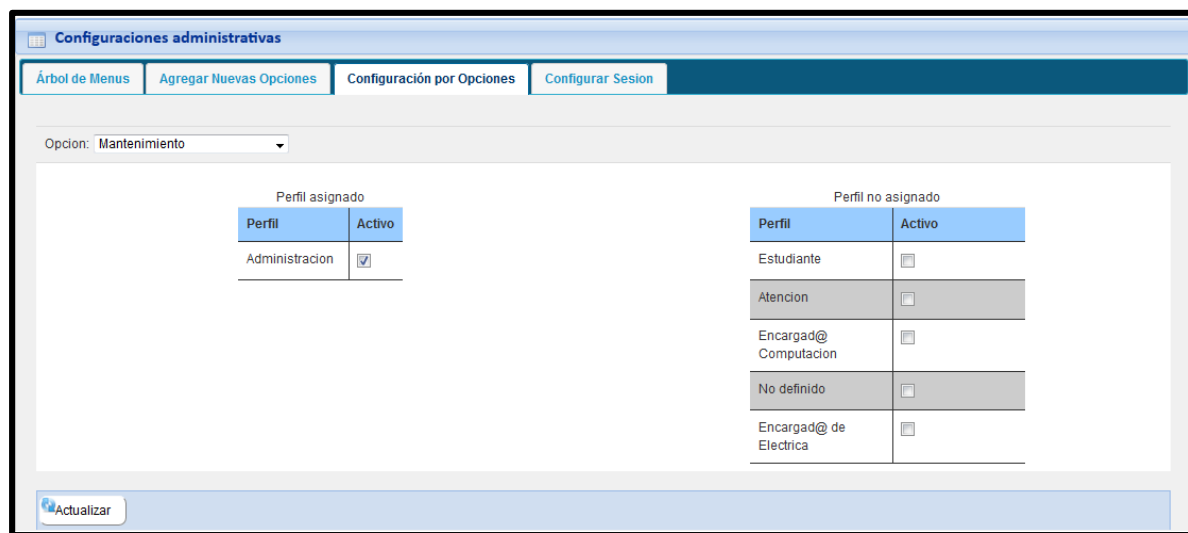 Configuraciones administrativas
Árbol de Menus Agregar Nuevas Opciones Configuración por Opciones Configurar Sesion
Opcion: Mantenimiento
Perfil asignado
Perfil Activo
Administracion
Perfil no asignado
Perfil Activo
Estudiante
Atencion
Encargad@
Computacion
No definido
Encargad@ de
Electrica
Actualizar